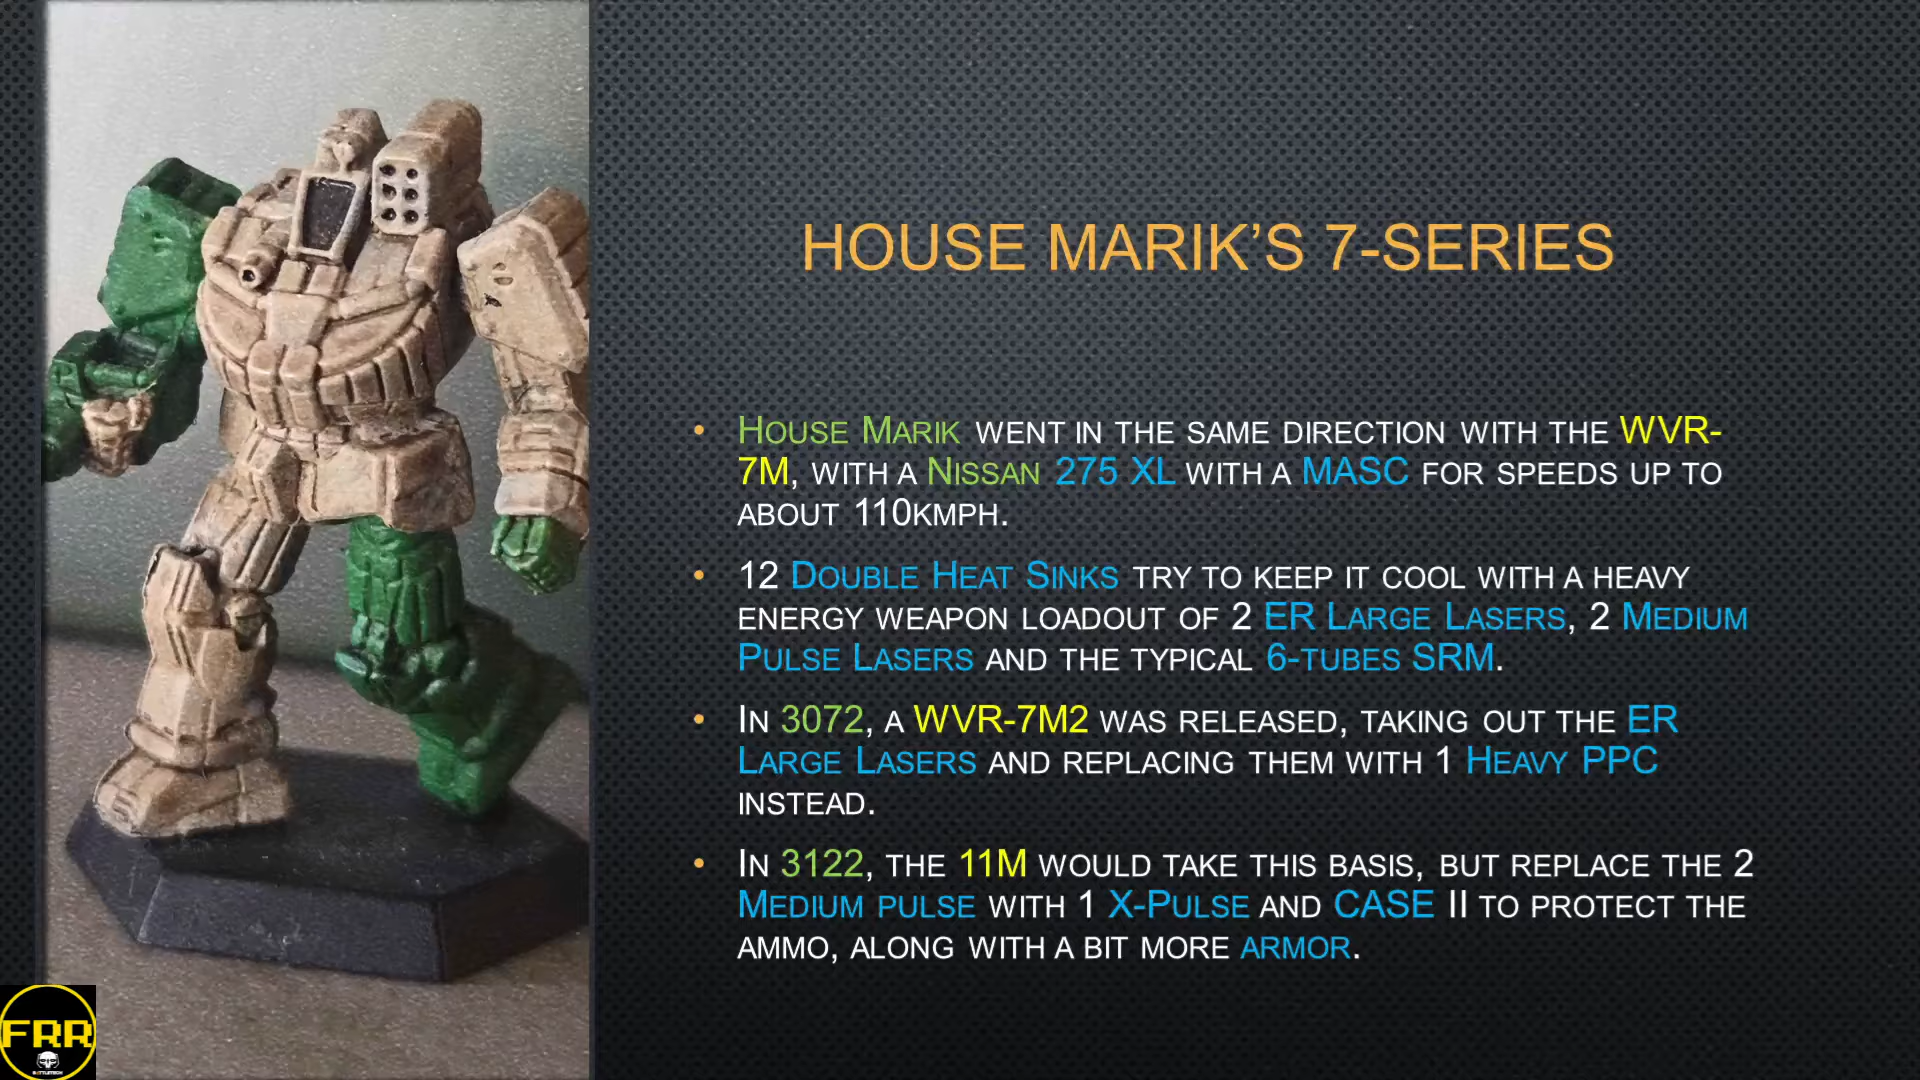 HOUSE MARIK’S 7-SERIES
• HOUSE MARIK WENT IN THE SAME DIRECTION WITH THE WVR-
7M, WITH A NISSAN 275 XL WITH A MASC FOR SPEEDS UP TO
ABOUT 110KMPH.
• 12 DOUBLE HEAT SINKS TRY TO KEEP IT COOL WITH A HEAVY
ENERGY WEAPON LOADOUT OF 2 ER LARGE LASERS, 2 MEDIUM
PULSE LASERS AND THE TYPICAL 6-TUBES SRM.
• IN 3072, A WVR-7M2 WAS RELEASED, TAKING OUT THE ER
LARGE LASERS AND REPLACING THEM WITH 1 HEAVY PPC
INSTEAD.
• IN 3122, THE 11M WOULD TAKE THIS BASIS, BUT REPLACE THE 2
MEDIUM PULSE WITH 1 X-PULSE AND CASE II TO PROTECT THE
AMMO, ALONG WITH A BIT MORE ARMOR.
FRR
BATTLETECH